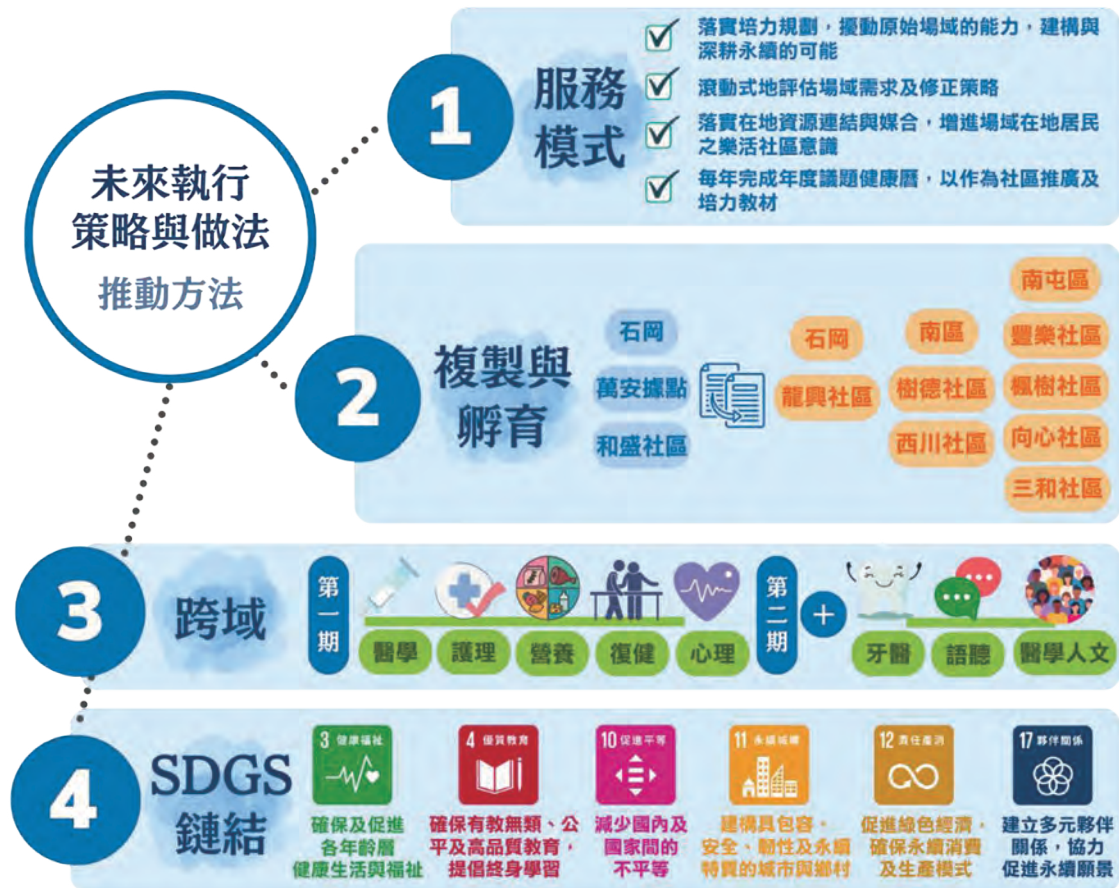 未來執行
策略與做法
推動方法
1
服務
模式
落實培力規劃，擾動原始場域的能力，建構與
深耕永續的可能
滾動式地評估場域需求及修正策略
落實在地資源連結與媒合，增進場域在地居民
之樂活社區意識
每年完成年度議題健康曆，以作為社區推廣及
培力教材
2
複製與
孵育
石岡
萬安據點
和盛社區
石岡
龍興社區
南區
樹德社區
西川社區
南屯區
豐樂社區
楓樹社區
向心社區
三和社區
3
跨域
第一期
醫學
護理
營養
復健
心理
第二期
+
牙醫
語聽
醫學人文
4
SDGS
鏈結
3 健康福祉
確保及促進
各年齡層
健康生活與福祉
4 優質教育
確保有教無類、公
平及高品質教育，
提倡終身學習
10 促進平等
減少國內及
國家間的
不平等
11 永續城鄉
建構具包容、
安全、韌性及永續
特質的城市與鄉村
12 責任產消
促進綠色經濟，
確保永續消費
及生產模式
17 夥伴關係
建立多元夥伴
關係，協力
促進永續願景